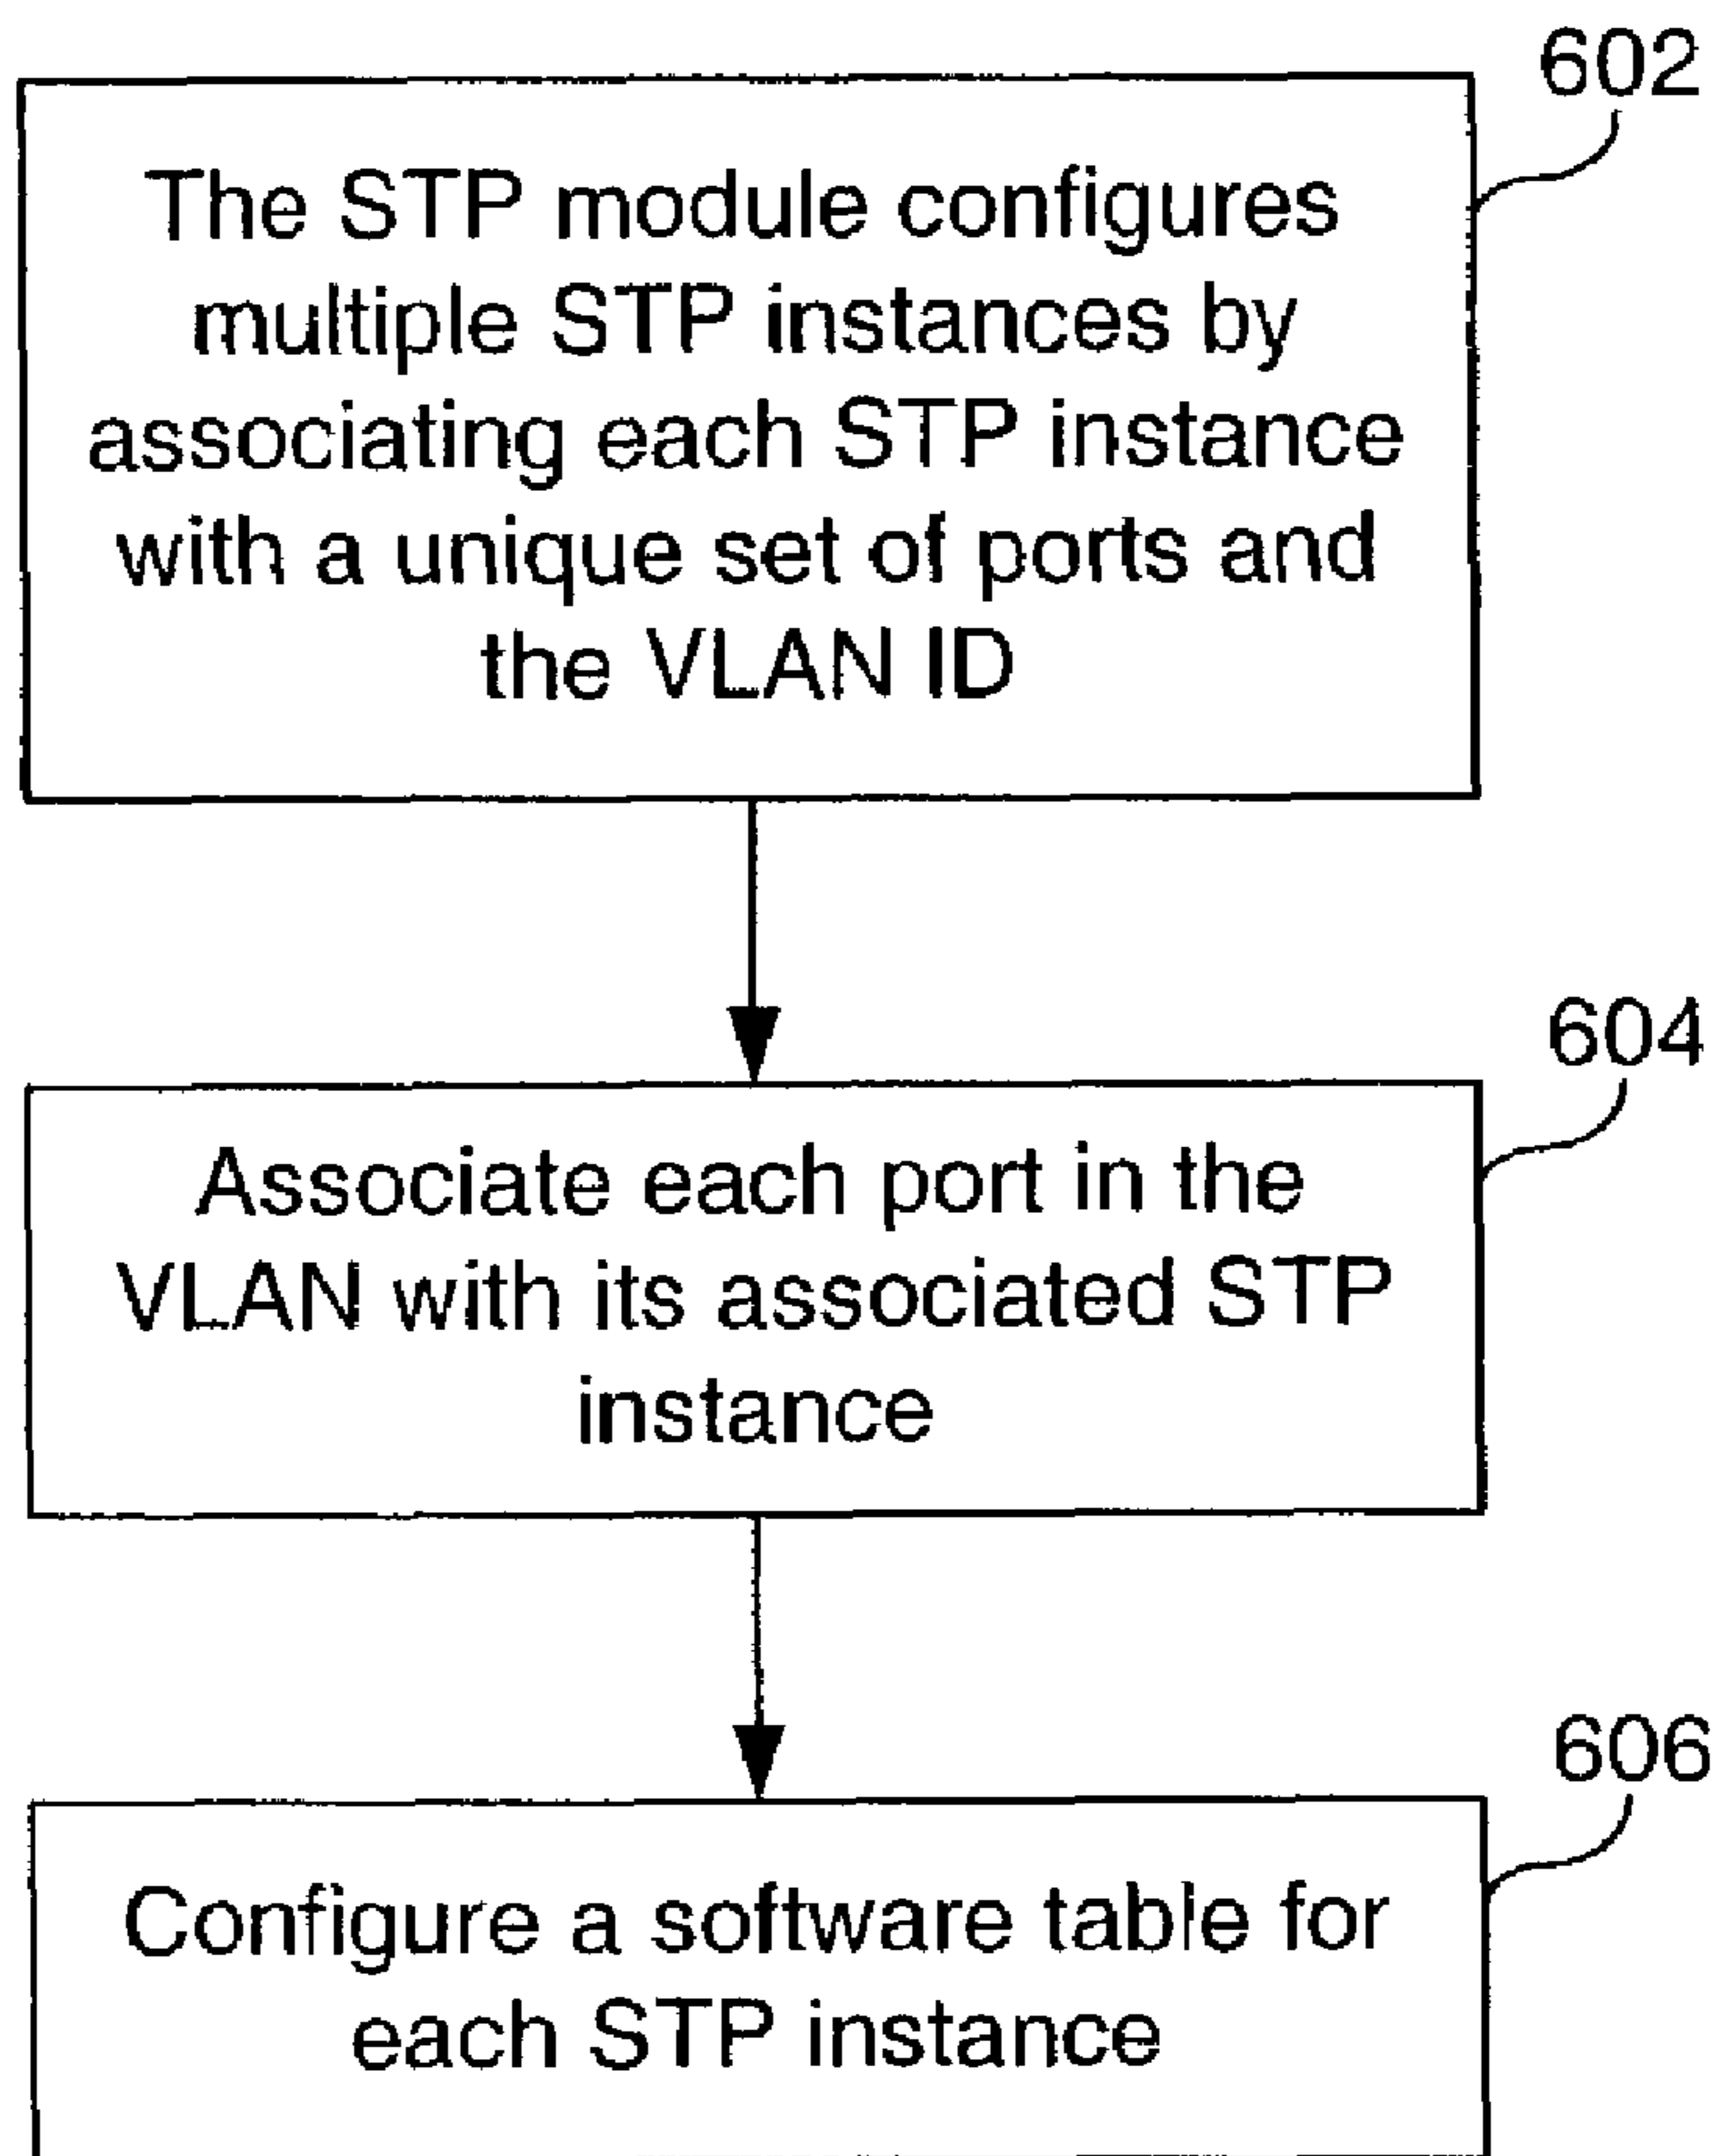 602
The STP module configures
multiple STP instances by
associating each STP instance
with a unique set of ports and
the VLAN ID
604
Associate each port in the
VLAN with its associated STP
instance
606
Configure a software table for
each STP instance